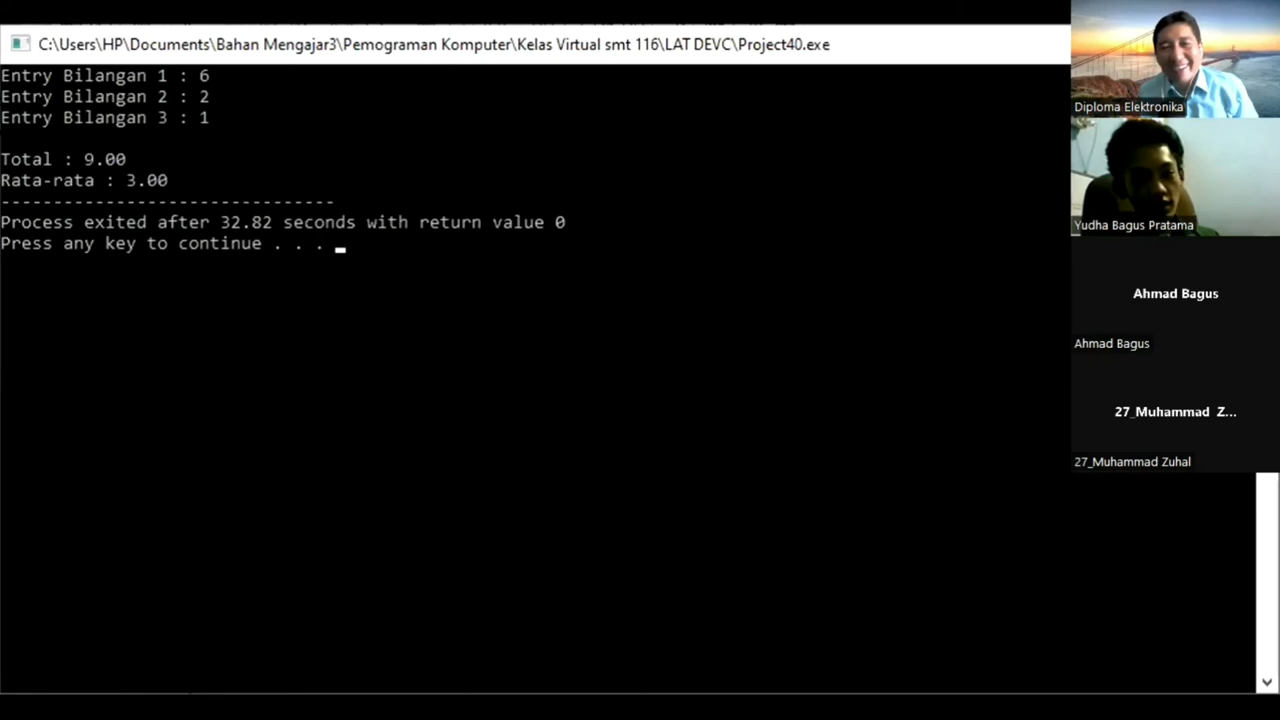 C:\Users\HP\Documents\Bahan Mengajar3\Pemograman Komputer\Kelas Virtual smt 116\LAT DEVC\Project40.exe
Entry Bilangan 1 : 6
Entry Bilangan 2 : 2
Entry Bilangan 3 : 1
Total : 9.00
Rata-rata : 3.00
--------------------------------
Process exited after 32.82 seconds with return value 0
Press any key to continue . . .
Diploma Elektronika
Yudha Bagus Pratama
Ahmad Bagus
Ahmad Bagus
27_Muhammad Z...
27_Muhammad Zuhal